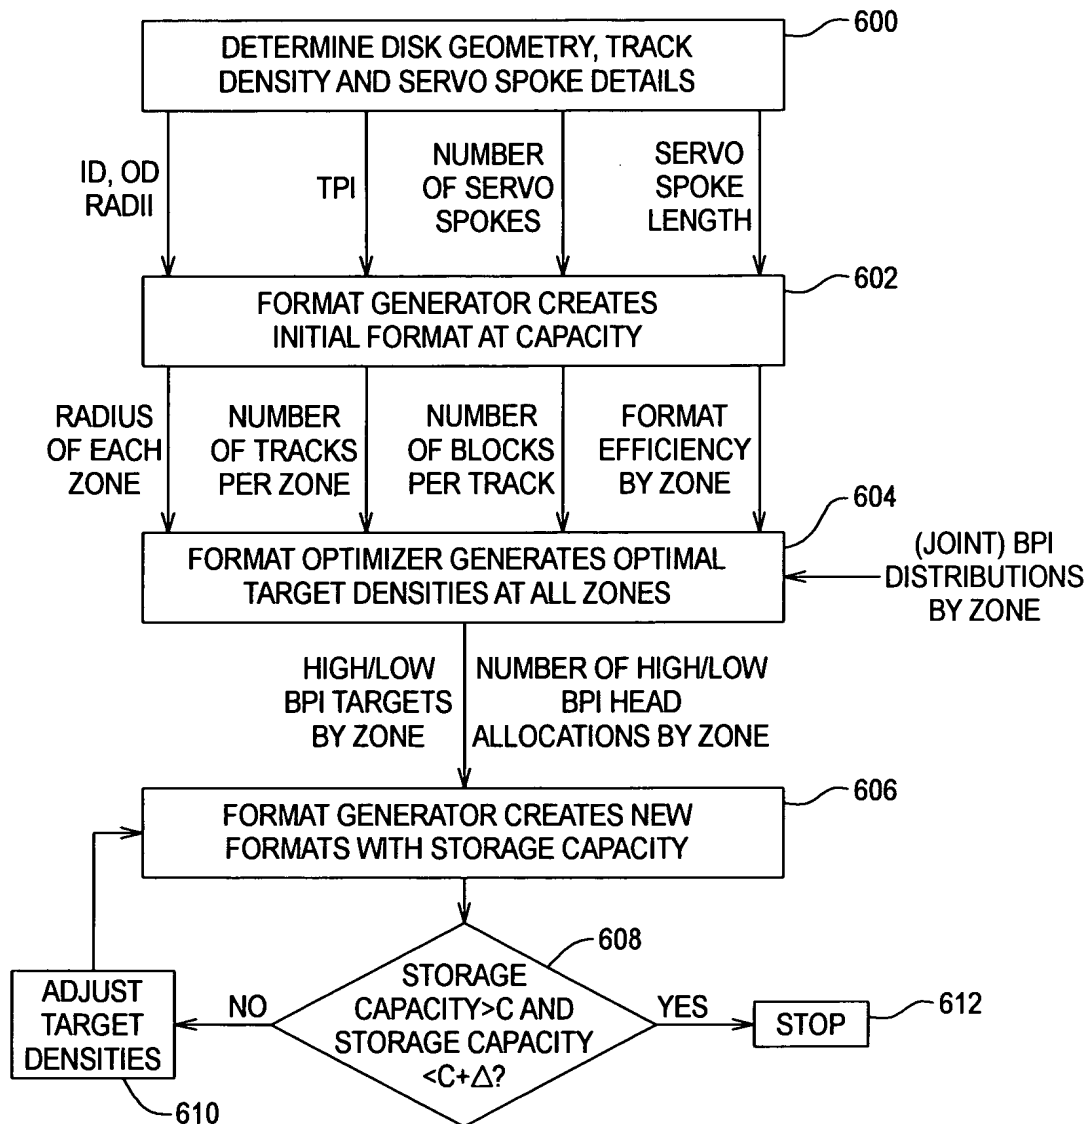 600
DETERMINE DISK GEOMETRY, TRACK
DENSITY AND SERVO SPOKE DETAILS
ID, OD
RADII
TPI
NUMBER
OF SERVO
SPOKES
SERVO
SPOKE
LENGTH
602
FORMAT GENERATOR CREATES
INITIAL FORMAT AT CAPACITY
RADIUS
OF EACH
ZONE
NUMBER
OF TRACKS
PER ZONE
NUMBER
OF BLOCKS
PER TRACK
FORMAT
EFFICIENCY
BY ZONE
604
FORMAT OPTIMIZER GENERATES OPTIMAL
TARGET DENSITIES AT ALL ZONES
(JOINT) BPI
DISTRIBUTIONS
BY ZONE
HIGH/LOW
BPI TARGETS
BY ZONE
NUMBER OF HIGH/LOW
BPI HEAD
ALLOCATIONS BY ZONE
606
FORMAT GENERATOR CREATES NEW
FORMATS WITH STORAGE CAPACITY
608
STORAGE
CAPACITY>C AND
STORAGE CAPACITY
<C+Δ?
NO
YES
ADJUST
TARGET
DENSITIES
610
STOP
612